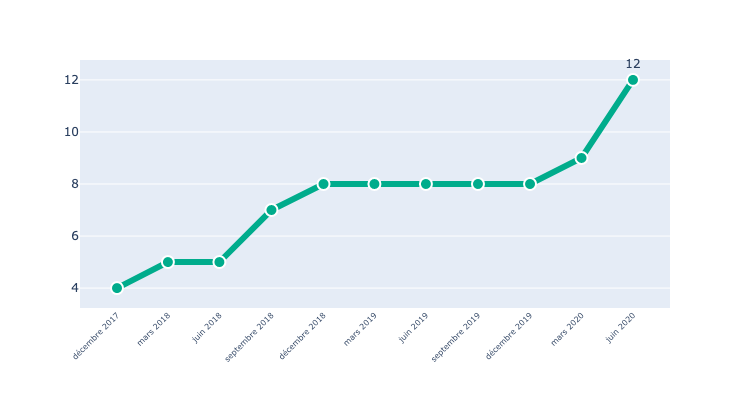 12
12
10
8
6
4
décembre 2017
mars 2018
juin 2018
septembre 2018
décembre 2018
mars 2019
juin 2019
septembre 2019
décembre 2019
mars 2020
juin 2020